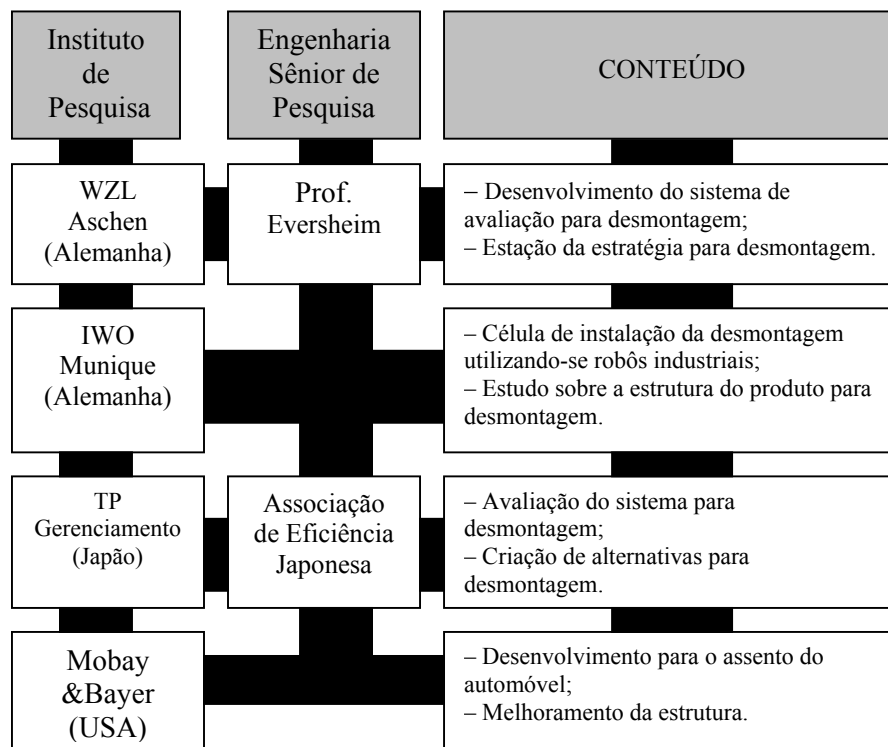 Instituto
de
Pesquisa
Engenharia
Sênior de
Pesquisa
CONTEÚDO
WZL
Aschen
(Alemanha)
Prof.
Eversheim
– Desenvolvimento do sistema de
avaliação para desmontagem;
– Estação da estratégia para desmontagem.
IWO
Munique
(Alemanha)
– Célula de instalação da desmontagem
utilizando-se robôs industriais;
– Estudo sobre a estrutura do produto para
desmontagem.
TP
Gerenciamento
(Japão)
Associação
de Eficiência
Japonesa
– Avaliação do sistema para
desmontagem;
– Criação de alternativas para
desmontagem.
Mobay
&Bayer
(USA)
– Desenvolvimento para o assento do
automóvel;
– Melhoramento da estrutura.